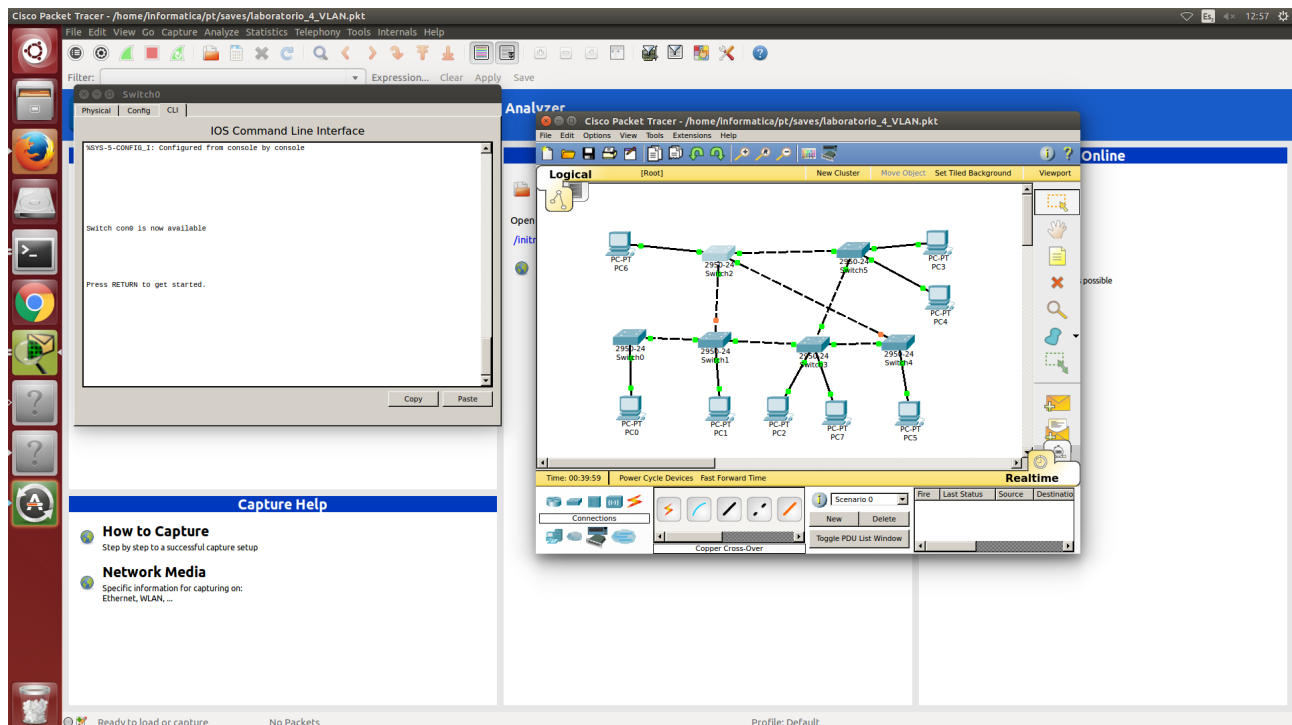 Cisco Packet Tracer - /home/informatica/pt/saves/laboratorio_4_VLAN.pkt
Es
12:57
File Edit View Go Capture Analyze Statistics Telephony Tools Internals Help
Filter:
Expression... Clear Apply Save
Switch0
Physical Config CLI
IOS Command Line Interface
%SYS-5-CONFIG_I: Configured from console by console
Switch con0 is now available
Press RETURN to get started.
Copy Paste
Analyzer
Open
/initr
Online
possible
Cisco Packet Tracer - /home/informatica/pt/saves/laboratorio_4_VLAN.pkt
File Edit Options View Tools Extensions Help
Logical
[Root]
New Cluster
Move Object
Set Tiled Background
Viewport
PC-PT
PC6
2950-24
Switch2
2950-24
Switch5
PC-PT
PC3
PC-PT
PC4
2950-24
Switch0
2950-24
Switch1
2950-24
Switch3
2950-24
Switch4
PC-PT
PC0
PC-PT
PC1
PC-PT
PC2
PC-PT
PC7
PC-PT
PC5
Time: 00:39:59
Power Cycle Devices Fast Forward Time
Realtime
Connections
Copper Cross-Over
Scenario 0
New Delete
Toggle PDU List Window
Fire Last Status Source Destinatio
Capture Help
How to Capture
Step by step to a successful capture setup
Network Media
Specific information for capturing on:
Ethernet, WLAN, ...
Ready to load or capture
No Packets
Profile: Default